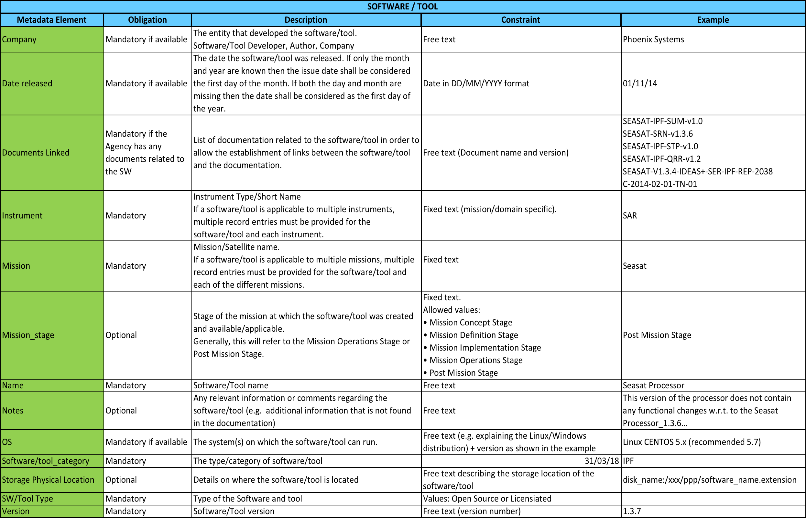 SOFTWARE / TOOL
Metadata Element Obligation Description Constraint Example
Company Mandatory if available The entity that developed the software/tool.
Software/Tool Developer, Author, Company Free text Phoenix Systems
Date released Mandatory if available The date the software/tool was released. If only the month
and year are known then the issue date shall be considered
the first day of the month. If both the day and month are
missing then the date shall be considered as the first day of
the year. Date in DD/MM/YYYY format 01/11/14
Documents Linked Mandatory if the
Agency has any
documents related to
the SW List of documentation related to the software/tool in order to
allow the establishment of links between the software/tool
and the documentation. Free text (Document name and version) SEASAT-IPF-SUM-v1.0
SEASAT-SRN-v1.3.6
SEASAT-IPF-STP-v1.0
SEASAT-IPF-QRR-v1.2
SEASAT-V1.3.4-IDEAS+-SER-IPF-REP-2038
C-2014-02-01-TN-01
Instrument Mandatory Instrument Type/Short Name
If a software/tool is applicable to multiple instruments,
multiple record entries must be provided for the
software/tool and each instrument. Fixed text (mission/domain specific). SAR
Mission Mandatory Mission/Satellite name.
If a software/tool is applicable to multiple missions, multiple
record entries must be provided for the software/tool and
each of the different missions. Fixed text Seasat
Mission_stage Optional Stage of the mission at which the software/tool was created
and available/applicable.
Generally, this will refer to the Mission Operations Stage or
Post Mission Stage. Fixed text.
Allowed values:
• Mission Concept Stage
• Mission Definition Stage
• Mission Implementation Stage
• Mission Operations Stage
• Post Mission Stage Post Mission Stage
Name Mandatory Software/Tool name Free text Seasat Processor
Notes Optional Any relevant information or comments regarding the
software/tool (e.g. additional information that is not found
in the documentation) Free text This version of the processor does not contain
any functional changes w.r.t. to the Seasat
Processor_1.3.6...
OS Mandatory if available The system(s) on which the software/tool can run. Free text (e.g. explaining the Linux/Windows
distribution) + version as shown in the example Linux CENTOS 5.x (recommended 5.7)
Software/tool_category Mandatory The type/category of software/tool 31/03/18 IPF
Storage Physical Location Optional Details on where the software/tool is located Free text describing the storage location of the
software/tool disk_name:/xxx/ppp/software_name.extension
SW/Tool Type Mandatory Type of the Software and tool Values: Open Source or Licensiated
Version Mandatory Software/Tool version Free text (version number) 1.3.7